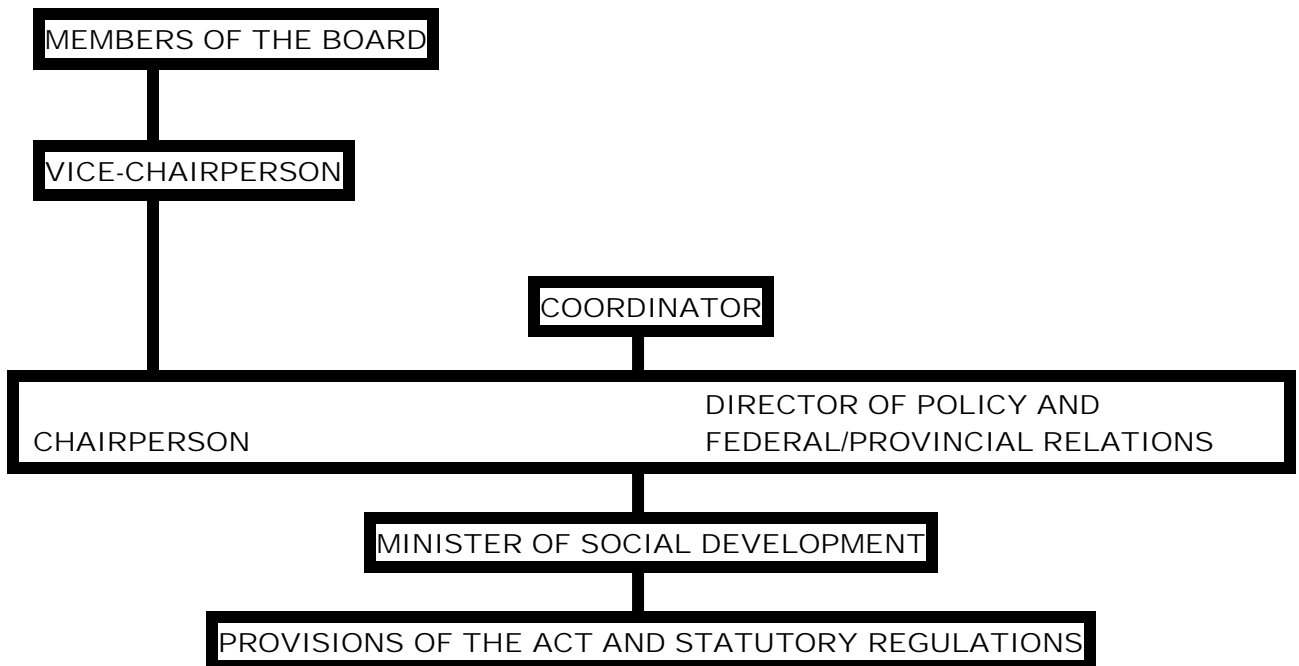 MEMBERS OF THE BOARD
VICE-CHAIRPERSON
COORDINATOR
CHAIRPERSON
DIRECTOR OF POLICY AND
FEDERAL/PROVINCIAL RELATIONS
MINISTER OF SOCIAL DEVELOPMENT
PROVISIONS OF THE ACT AND STATUTORY REGULATIONS